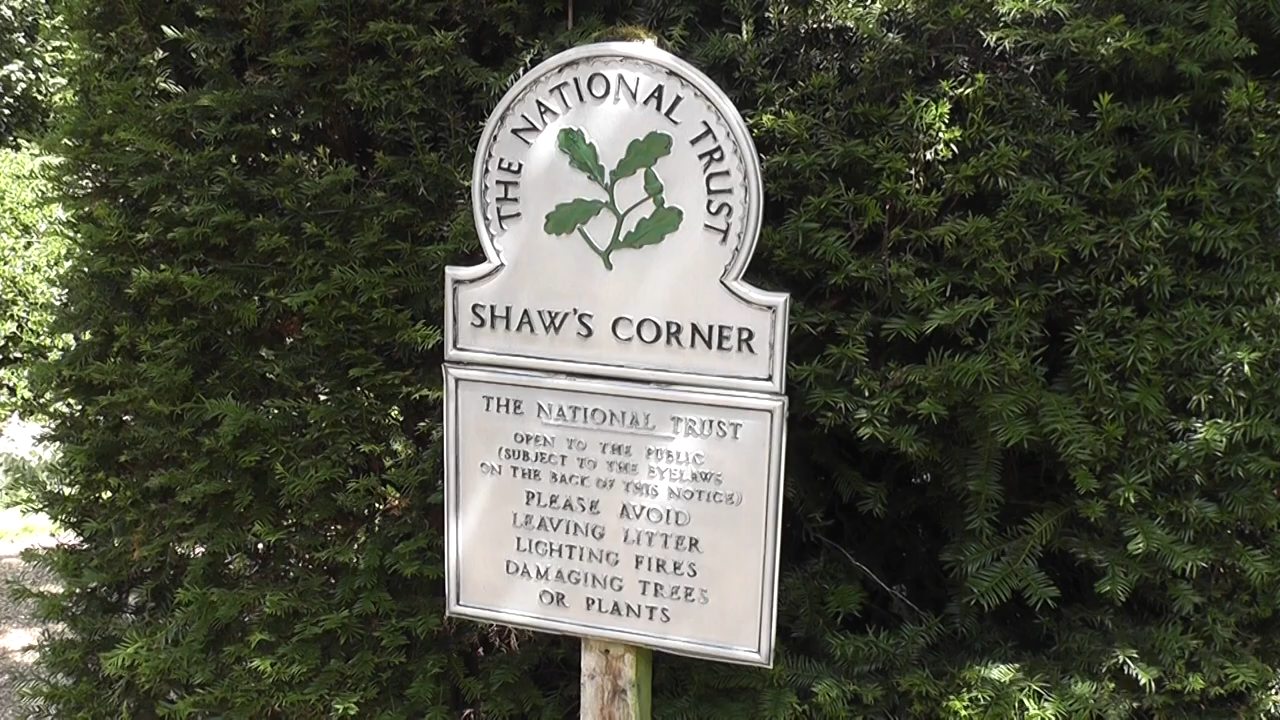 THE NATIONAL TRUST
SHAW'S CORNER
THE NATIONAL TRUST
OPEN TO THE PUBLIC
(SUBJECT TO THE BYELAWS
ON THE BACK OF THIS NOTICE)
PLEASE AVOID
LEAVING LITTER
LIGHTING FIRES
DAMAGING TREES
OR PLANTS